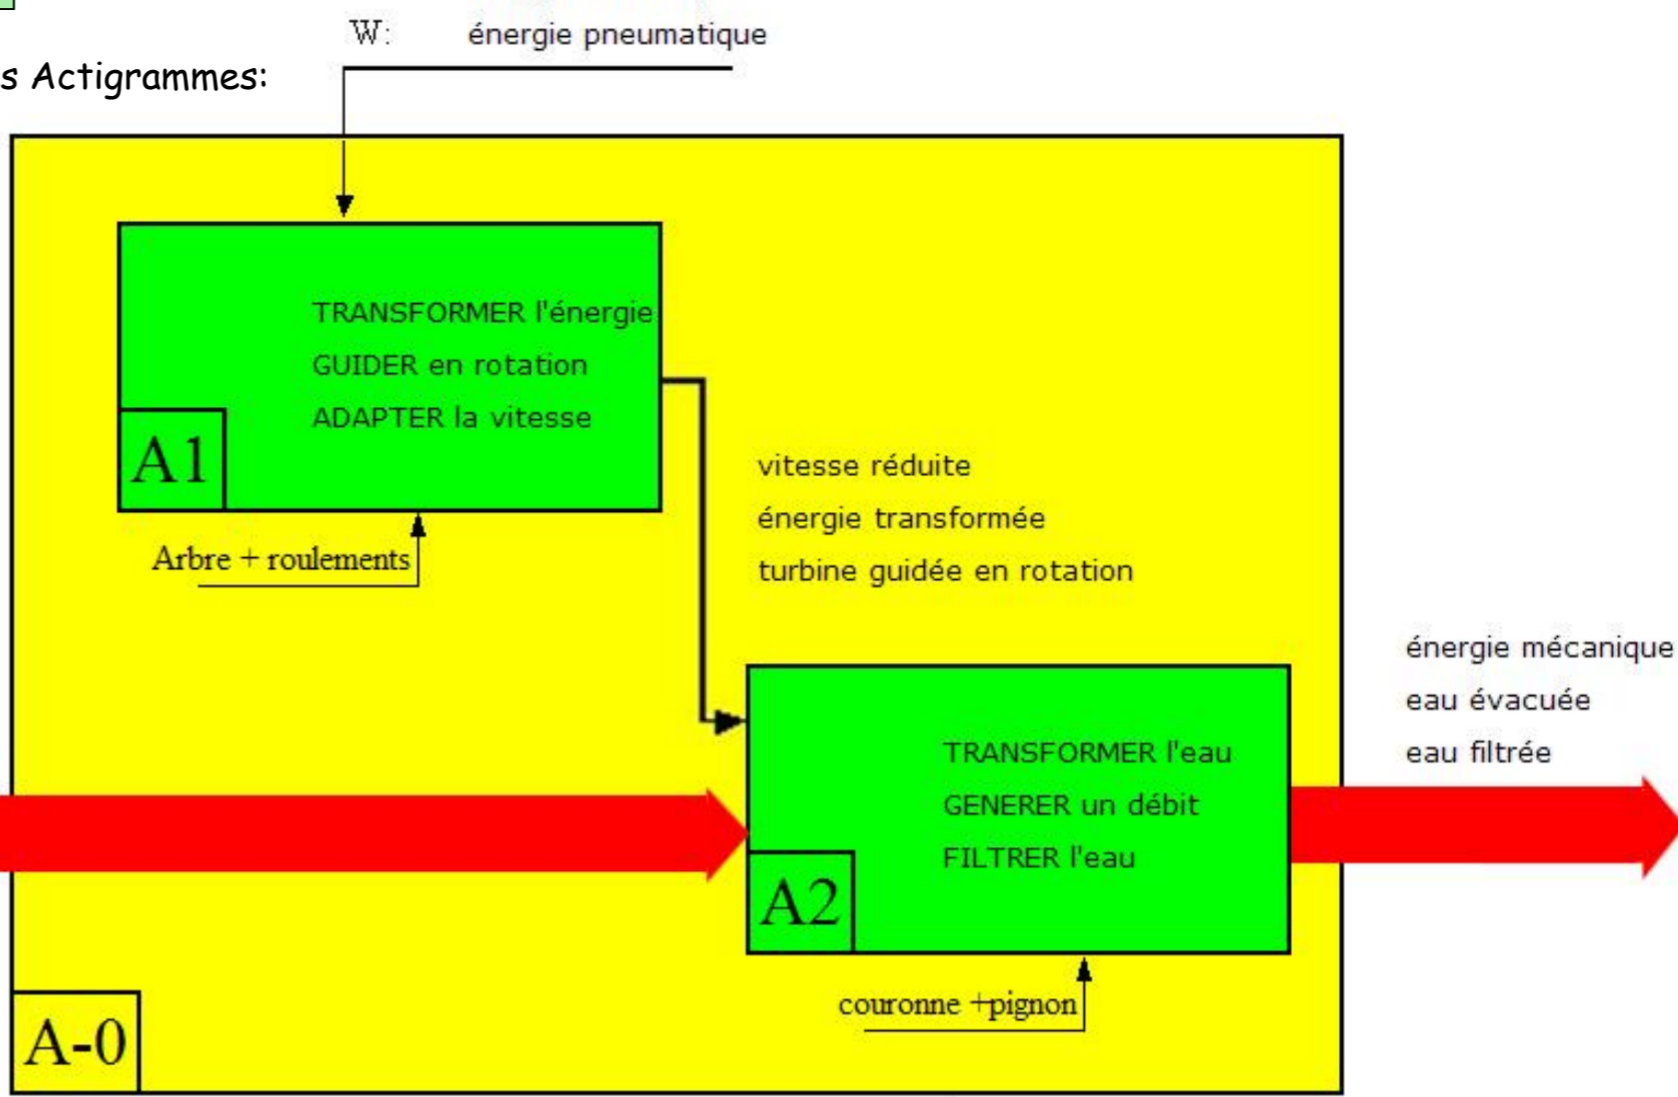 W: énergie pneumatique
s Actigrammes:
TRANSFORMER l'énergie
GUIDER en rotation
ADAPTER la vitesse
A1
Arbre + roulements
vitesse réduite
énergie transformée
turbine guidée en rotation
énergie mécanique
eau évacuée
eau filtrée
TRANSFORMER l'eau
GENERER un débit
FILTRER l'eau
A2
couronne +pignon
A-0